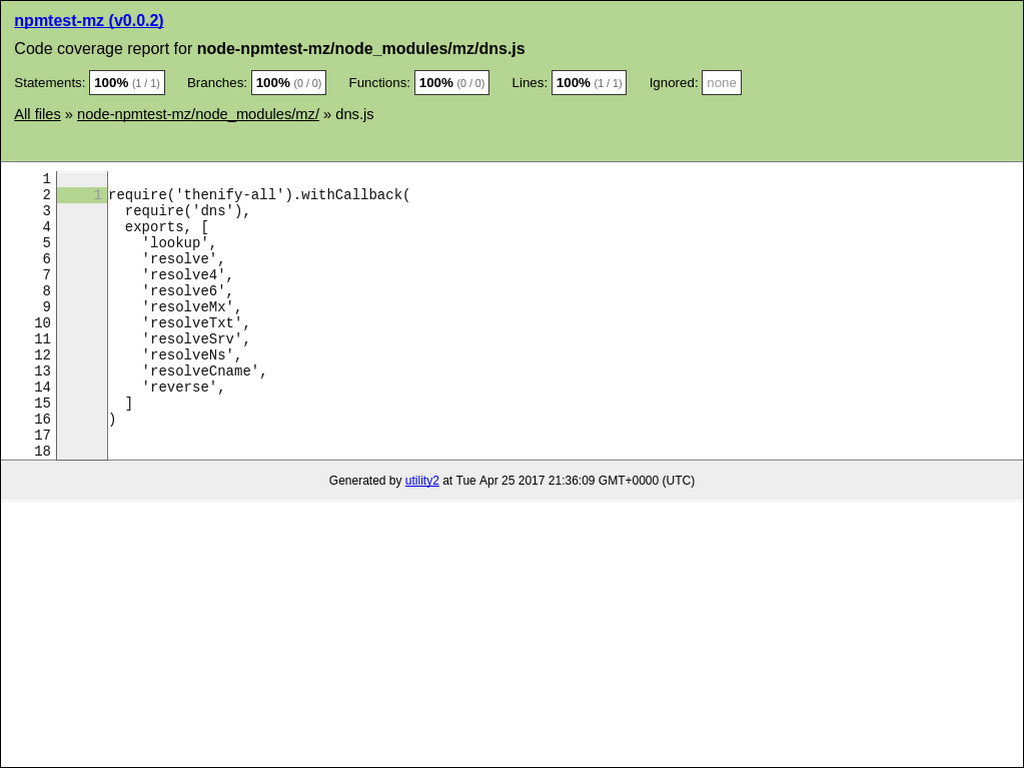 npmtest-mz (v0.0.2)
Code coverage report for node-npmtest-mz/node_modules/mz/dns.js
Statements: 100% (1 / 1) Branches: 100% (0 / 0) Functions: 100% (0 / 0) Lines: 100% (1 / 1) Ignored: none
All files » node-npmtest-mz/node_modules/mz/ » dns.js
1
2 1 require('thenify-all').withCallback(
3   require('dns'),
4   exports, [
5     'lookup',
6     'resolve',
7     'resolve4',
8     'resolve6',
9     'resolveMx',
10     'resolveTxt',
11     'resolveSrv',
12     'resolveNs',
13     'resolveCname',
14     'reverse',
15   ]
16 )
17
18
Generated by utility2 at Tue Apr 25 2017 21:36:09 GMT+0000 (UTC)